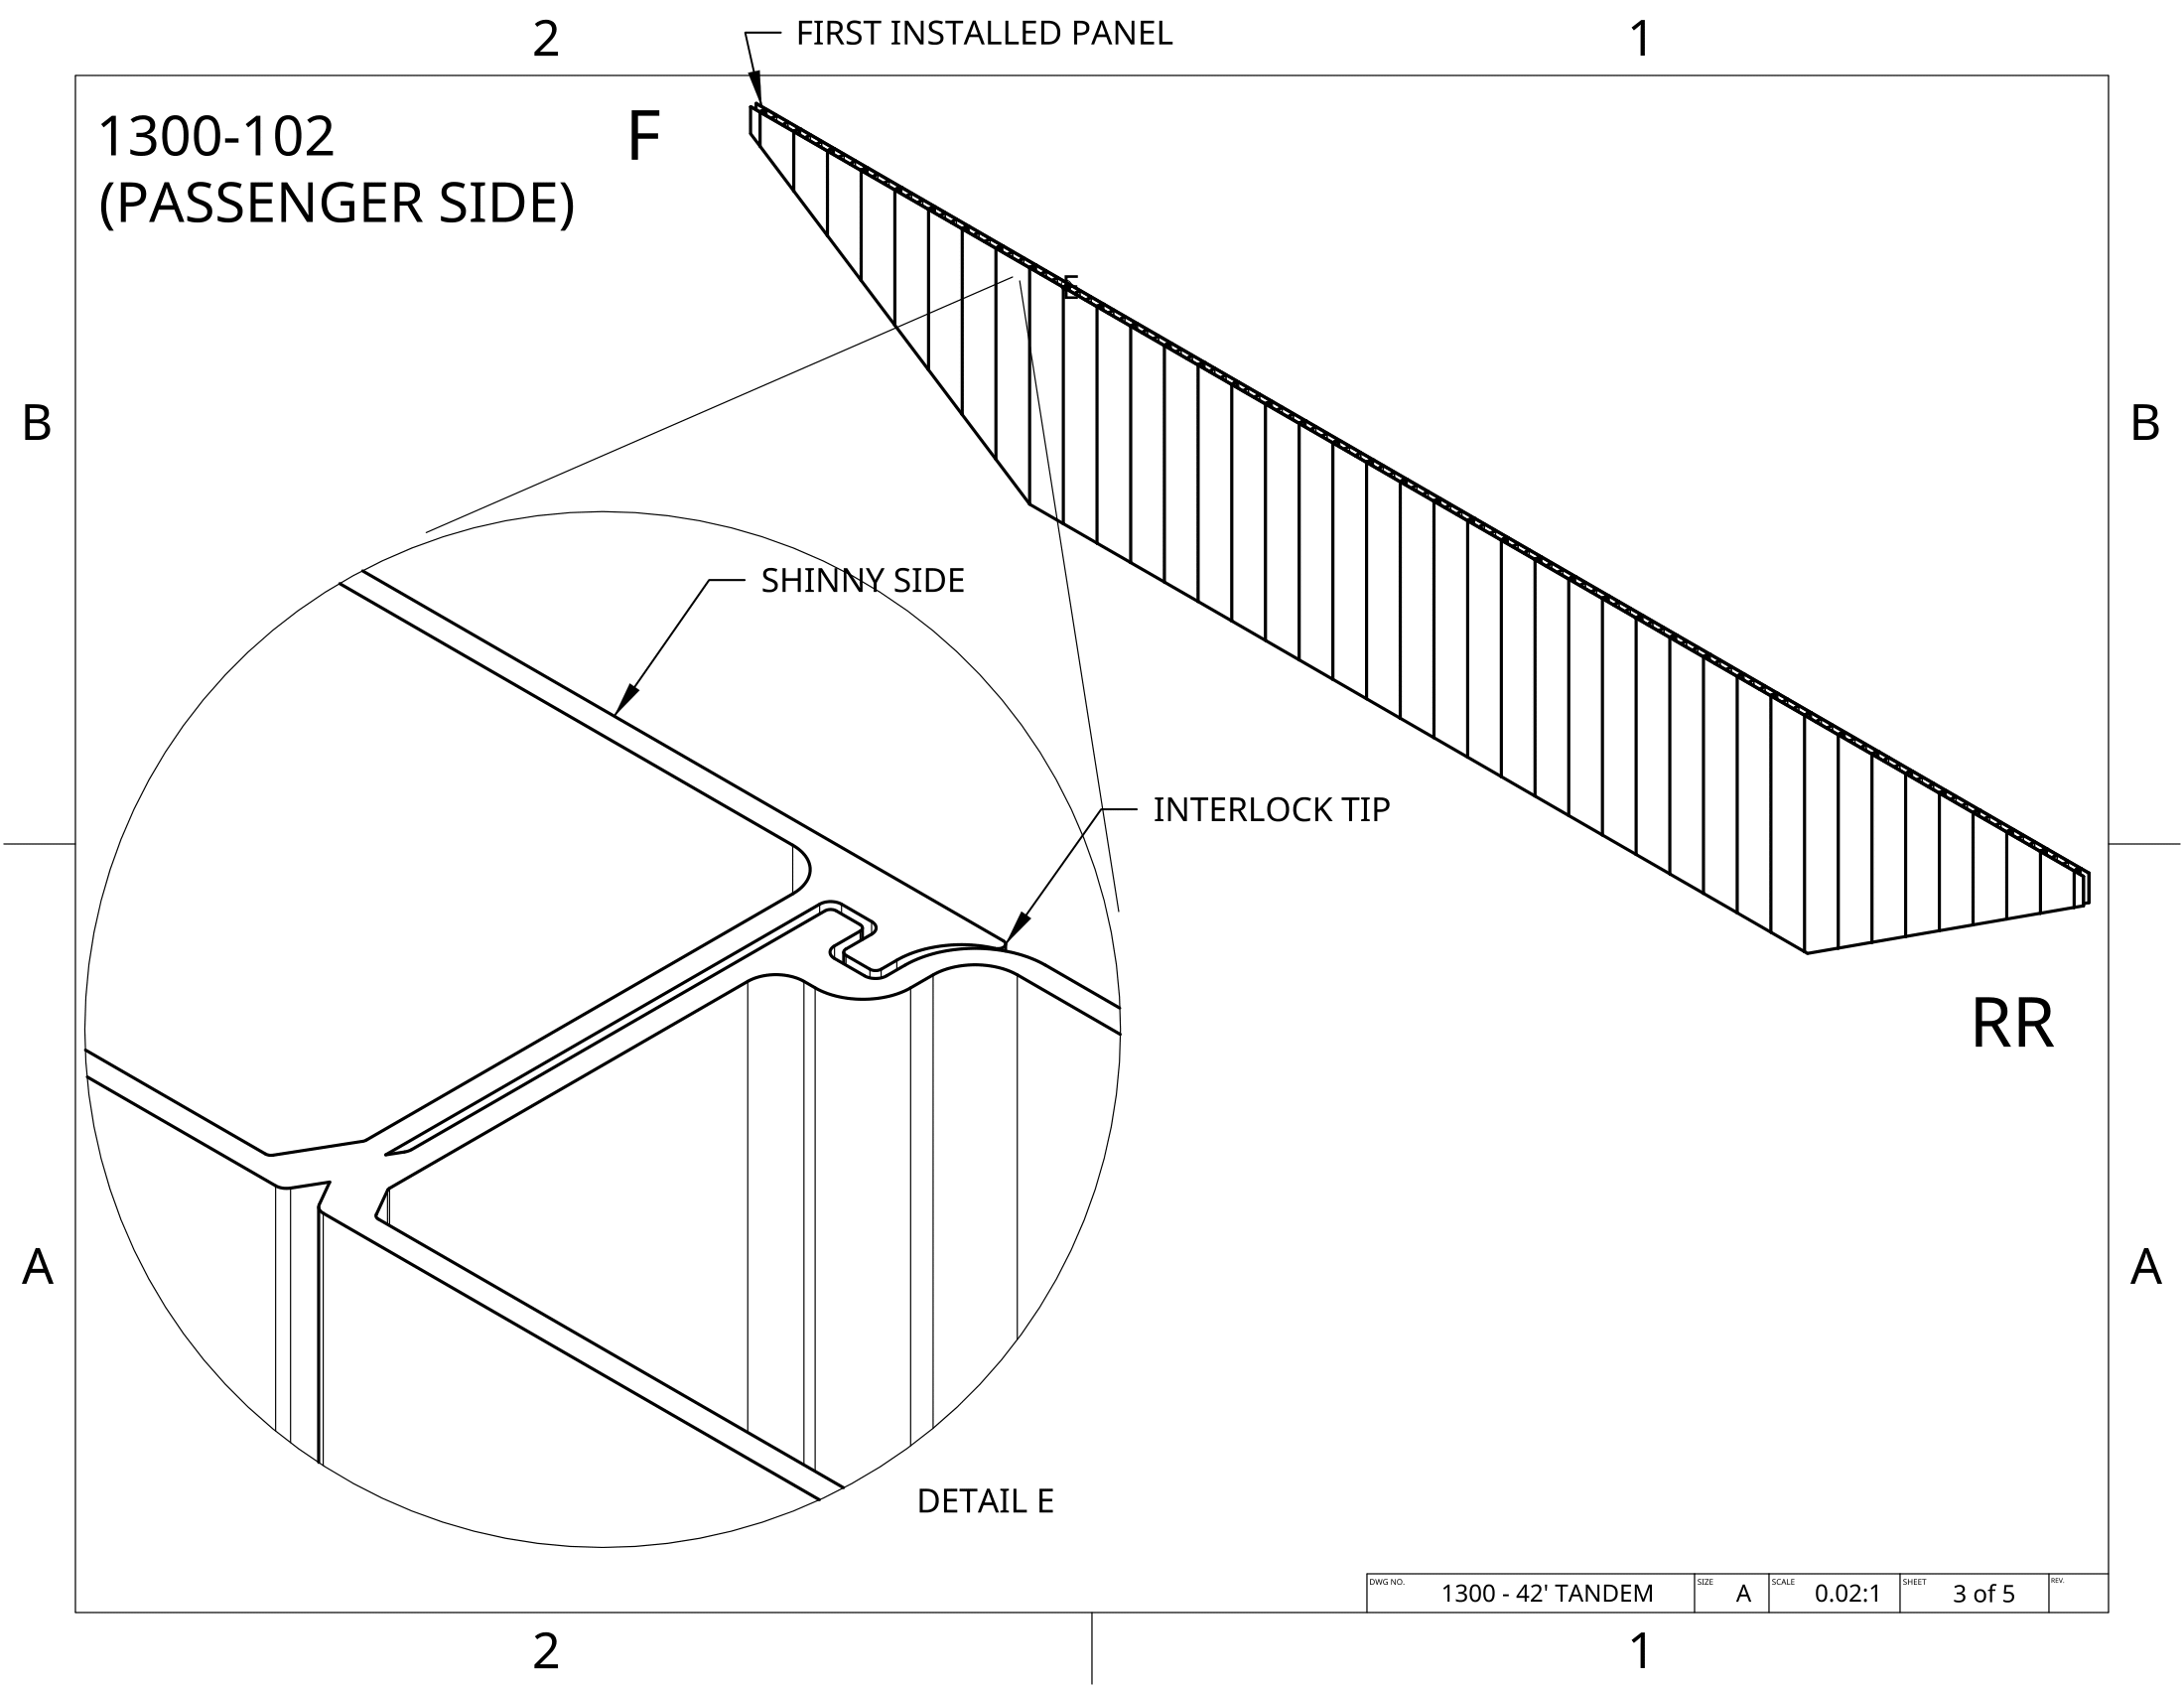 2
FIRST INSTALLED PANEL
1
1300-102
(PASSENGER SIDE)
F
E
B
B
SHINNY SIDE
INTERLOCK TIP
RR
A
A
DETAIL E
DWG NO.
1300 - 42' TANDEM
SIZE
A
SCALE
0.02:1
SHEET
3 of 5
REV.
2
1